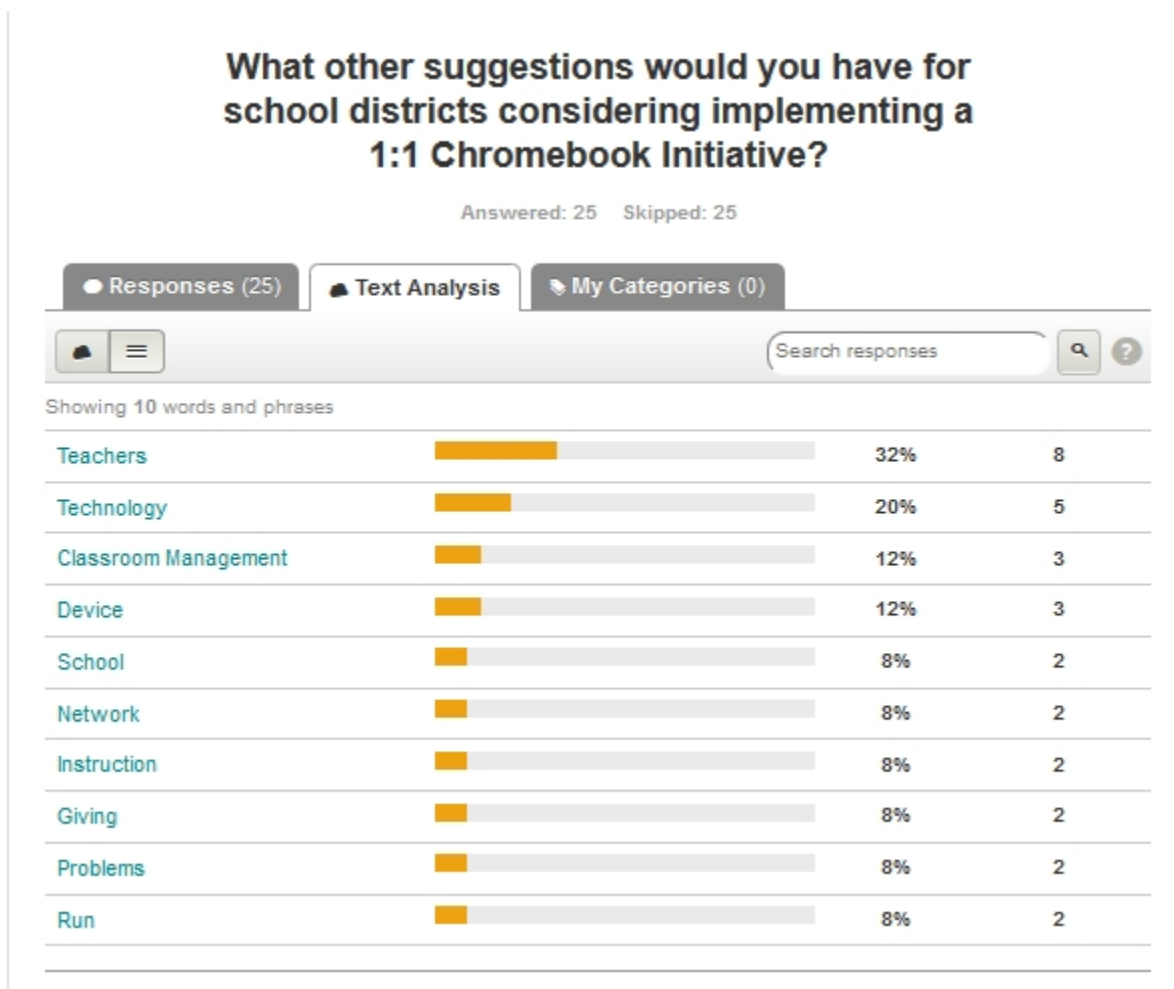 What other suggestions would you have for
school districts considering implementing a
1:1 Chromebook Initiative?
Answered: 25 Skipped: 25
Responses (25) Text Analysis My Categories (0)
Search responses ?
Showing 10 words and phrases
Teachers 32% 8
Technology 20% 5
Classroom Management 12% 3
Device 12% 3
School 8% 2
Network 8% 2
Instruction 8% 2
Giving 8% 2
Problems 8% 2
Run 8% 2